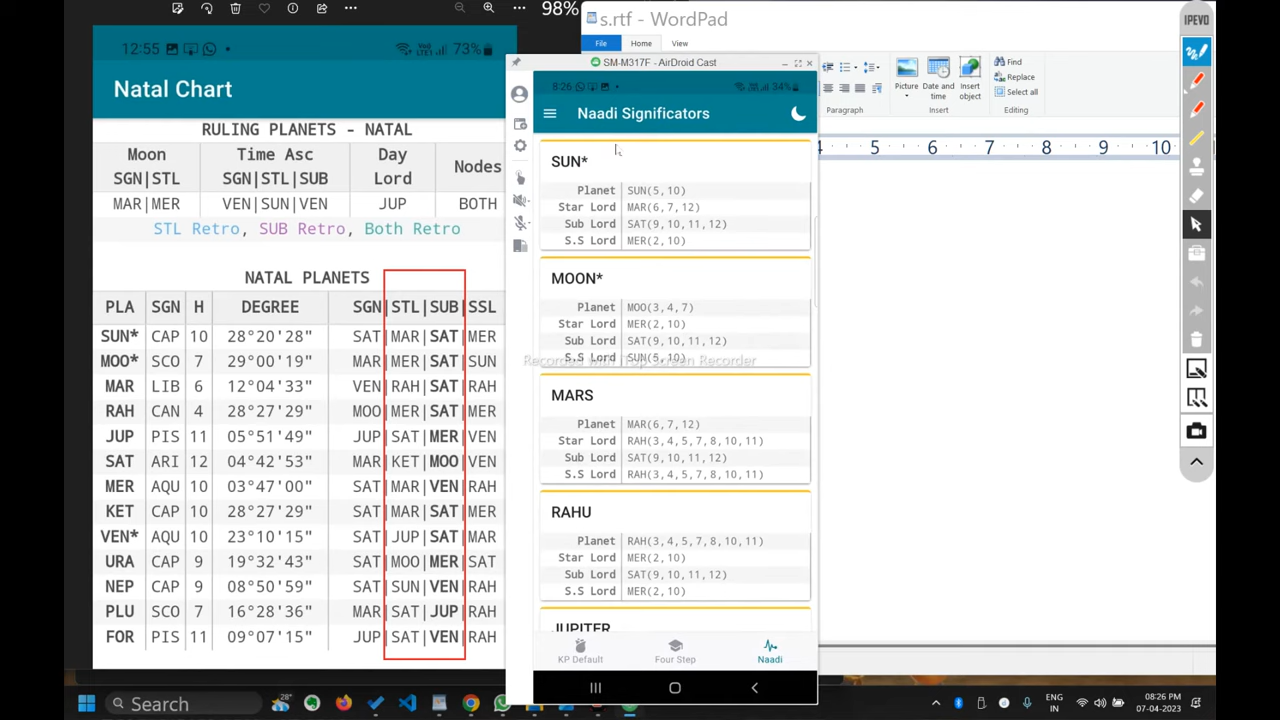 98%
12:55 73%
Natal Chart
RULING PLANETS - NATAL
Moon Time Asc Day Nodes
SGN|STL SGN|STL|SUB Lord
MAR|MER VEN|SUN|VEN JUP BOTH
STL Retro, SUB Retro, Both Retro
NATAL PLANETS
PLA SGN H DEGREE SGN|STL|SUB|SSL
SUN* CAP 10 28°20'28" SAT|MAR|SAT|MER
MOO* SCO 7 29°00'19" MAR|MER|SAT|SUN
MAR LIB 6 12°04'33" VEN|RAH|SAT|RAH
RAH CAN 4 28°27'29" MOO|MER|SAT|MER
JUP PIS 11 05°51'49" JUP|SAT|MER|VEN
SAT ARI 12 04°42'53" MAR|KET|MOO|VEN
MER AQU 10 03°47'00" SAT|MAR|VEN|RAH
KET CAP 10 28°27'29" SAT|MAR|SAT|MER
VEN* AQU 10 23°10'15" SAT|JUP|SAT|MAR
URA CAP 9 19°32'43" SAT|MOO|MER|SAT
NEP CAP 9 08°50'59" SAT|SUN|VEN|RAH
PLU SCO 7 16°28'36" MAR|SAT|JUP|RAH
FOR PIS 11 09°07'15" JUP|SAT|VEN|RAH
SM-M317F - AirDroid Cast
8:26 34%
Naadi Significators
SUN*
Planet SUN(5,10)
Star Lord MAR(6,7,12)
Sub Lord SAT(9,10,11,12)
S.S Lord MER(2,10)
MOON*
Planet MOO(3,4,7)
Star Lord MER(2,10)
Sub Lord SAT(9,10,11,12)
S.S Lord SUN(5,10)
Recorded with iTop Screen Recorder
MARS
Planet MAR(6,7,12)
Star Lord RAH(3,4,5,7,8,10,11)
Sub Lord SAT(9,10,11,12)
S.S Lord RAH(3,4,5,7,8,10,11)
RAHU
Planet RAH(3,4,5,7,8,10,11)
Star Lord MER(2,10)
Sub Lord SAT(9,10,11,12)
S.S Lord MER(2,10)
JUPITER
KP Default Four Step Naadi
s.rtf - WordPad
File Home View
Picture Date and time Insert object
Find
Replace
Select all
Paragraph Insert Editing
4 5 6 7 8 9 10
IPEVO
Search
28°
ENG
IN
08:26 PM
07-04-2023